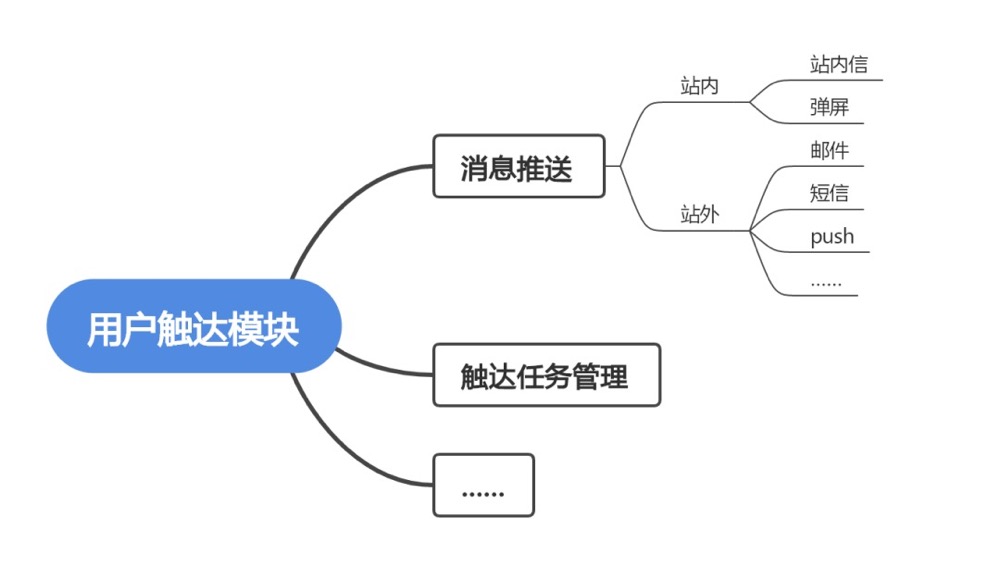 用户触达模块
消息推送
站内
站内信
弹屏
站外
邮件
短信
push
......
触达任务管理
......